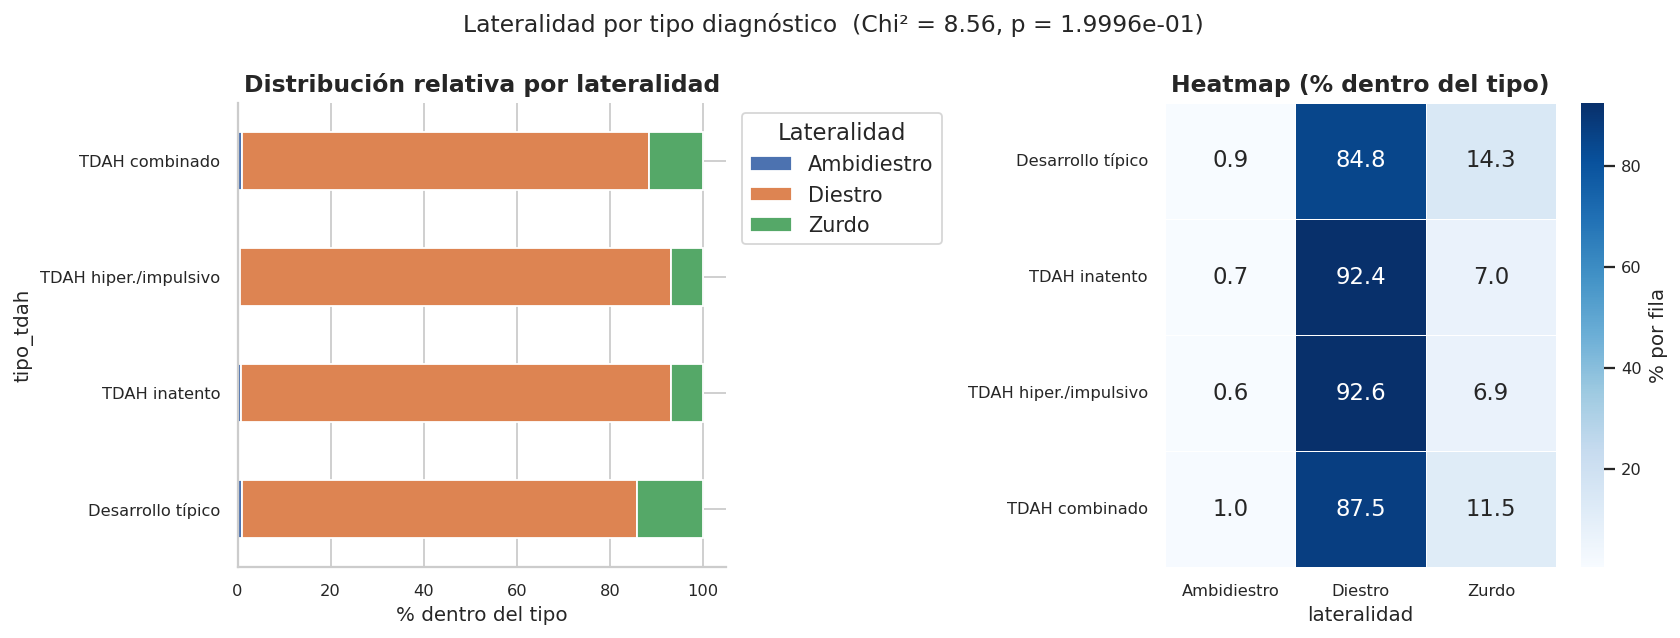 Lateralidad por tipo diagnóstico  (Chi² = 8.56, p = 1.9996e-01)
Distribución relativa por lateralidad
tipo_tdah
TDAH combinado
TDAH hiper./impulsivo
TDAH inatento
Desarrollo típico
0 20 40 60 80 100
% dentro del tipo
Lateralidad
Ambidiestro
Diestro
Zurdo
Heatmap (% dentro del tipo)
Desarrollo típico 0.9 84.8 14.3
TDAH inatento 0.7 92.4 7.0
TDAH hiper./impulsivo 0.6 92.6 6.9
TDAH combinado 1.0 87.5 11.5
Ambidiestro Diestro Zurdo
lateralidad
80
60
40
20
% por fila